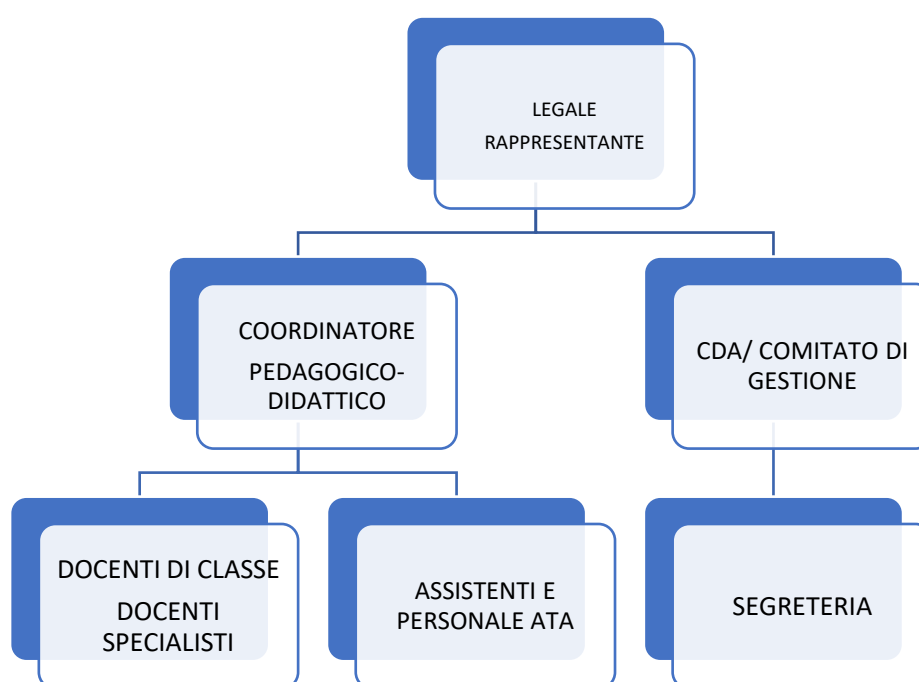 LEGALE
RAPPRESENTANTE
COORDINATORE
PEDAGOGICO-
DIDATTICO
CDA/ COMITATO DI
GESTIONE
DOCENTI DI CLASSE
DOCENTI
SPECIALISTI
ASSISTENTI E
PERSONALE ATA
SEGRETERIA